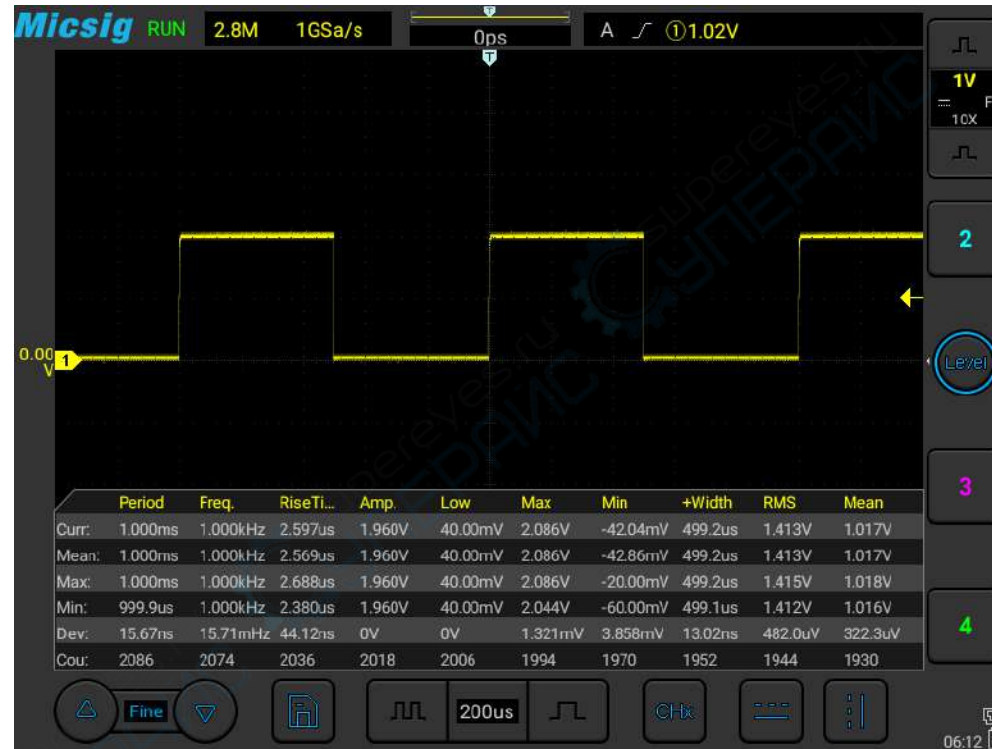 Micsig RUN 2.8M 1GSa/s 0ps A ①1.02V
T
T
1V
F
10X
2
0.00 V
1
Level
3
Period Freq. RiseTi... Amp. Low Max Min +Width RMS Mean
Curr: 1.000ms 1.000kHz 2.597us 1.960V 40.00mV 2.086V -42.04mV 499.2us 1.413V 1.017V
Mean: 1.000ms 1.000kHz 2.569us 1.960V 40.00mV 2.086V -42.86mV 499.2us 1.413V 1.017V
Max: 1.000ms 1.000kHz 2.688us 1.960V 40.00mV 2.086V -20.00mV 499.2us 1.415V 1.018V
Min: 999.9us 1.000kHz 2.380us 1.960V 40.00mV 2.044V -60.00mV 499.1us 1.412V 1.016V
Dev: 15.67ns 15.71mHz 44.12ns 0V 0V 1.321mV 3.858mV 13.02ns 482.0uV 322.3uV
Cou: 2086 2074 2036 2018 2006 1994 1970 1952 1944 1930
4
Fine
200us
CHx
06:12
supereyes.ru
СУПЕРАЙС
supereyes.ru
СУПЕРАЙС